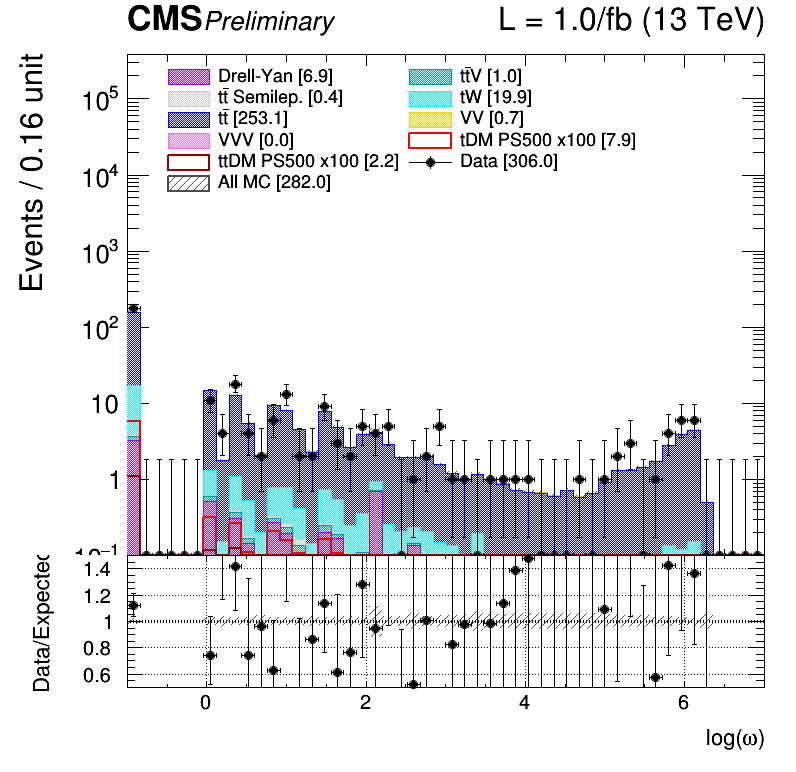 CMS Preliminary L = 1.0/fb (13 TeV)
Events / 0.16 unit
Drell-Yan [6.9] tt̄V [1.0]
tt̄ Semilep. [0.4] tW [19.9]
tt̄ [253.1] VV [0.7]
VVV [0.0] tDM PS500 x100 [7.9]
ttDM PS500 x100 [2.2] Data [306.0]
All MC [282.0]
10⁵
10⁴
10³
10²
10
1
10⁻¹
Data/Expected
1.4
1.2
1
0.8
0.6
0 2 4 6
log(ω)